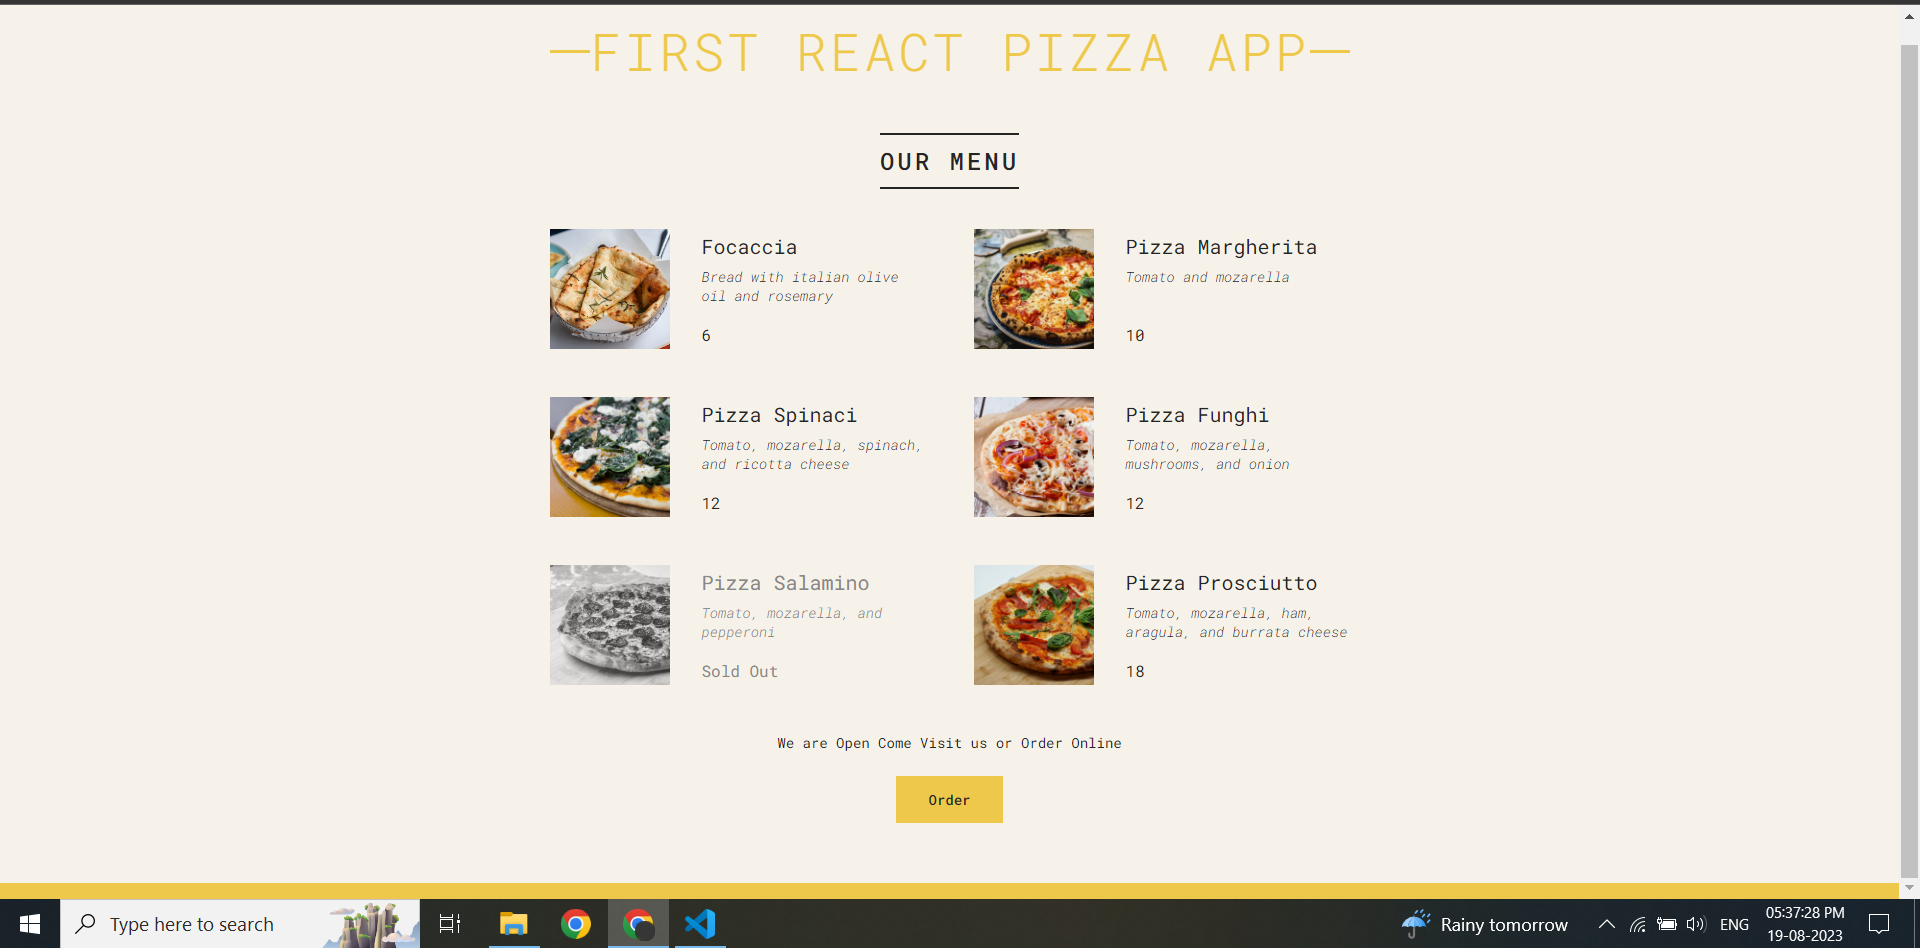 —FIRST REACT PIZZA APP—
OUR MENU
Focaccia
Bread with italian olive
oil and rosemary
6
Pizza Margherita
Tomato and mozarella
10
Pizza Spinaci
Tomato, mozarella, spinach,
and ricotta cheese
12
Pizza Funghi
Tomato, mozarella,
mushrooms, and onion
12
Pizza Salamino
Tomato, mozarella, and
pepperoni
Sold Out
Pizza Prosciutto
Tomato, mozarella, ham,
aragula, and burrata cheese
18
We are Open Come Visit us or Order Online
Order
Type here to search
Rainy tomorrow
ENG
05:37:28 PM
19-08-2023